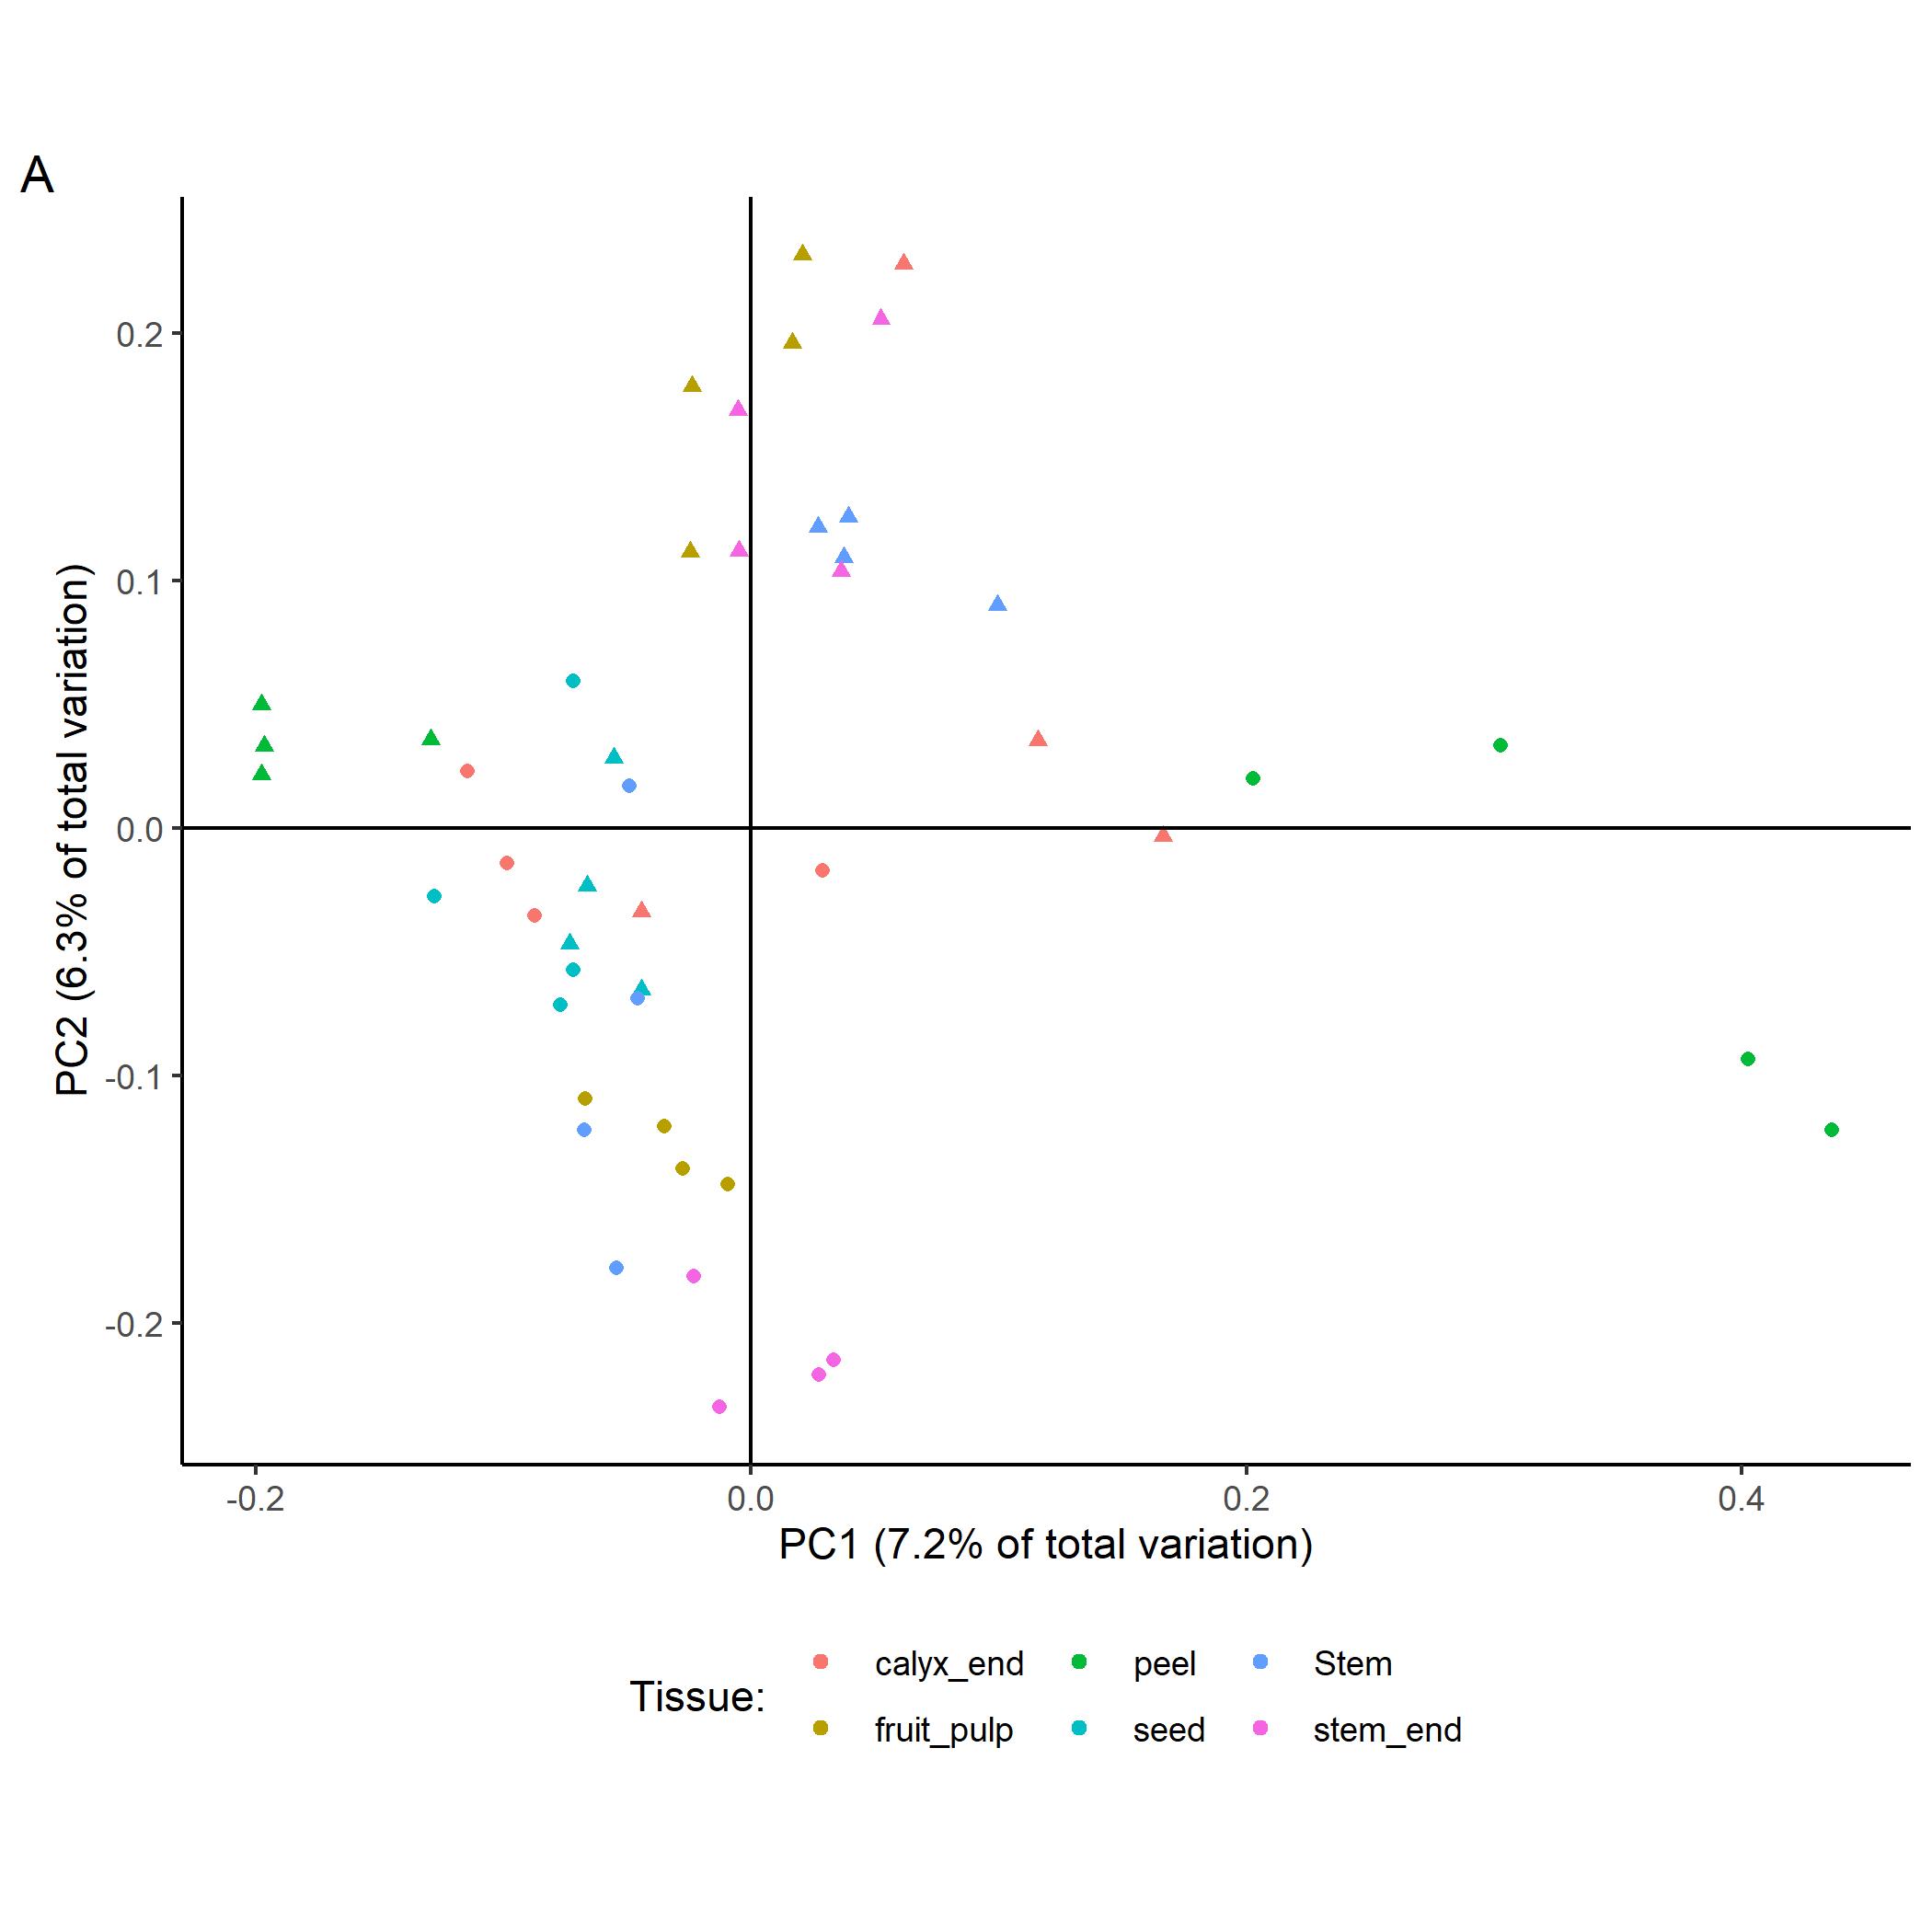 A
0.2
0.1
0.0
-0.1
-0.2
PC2 (6.3% of total variation)
-0.2 0.0 0.2 0.4
PC1 (7.2% of total variation)
Tissue:
calyx_end peel Stem
fruit_pulp seed stem_end